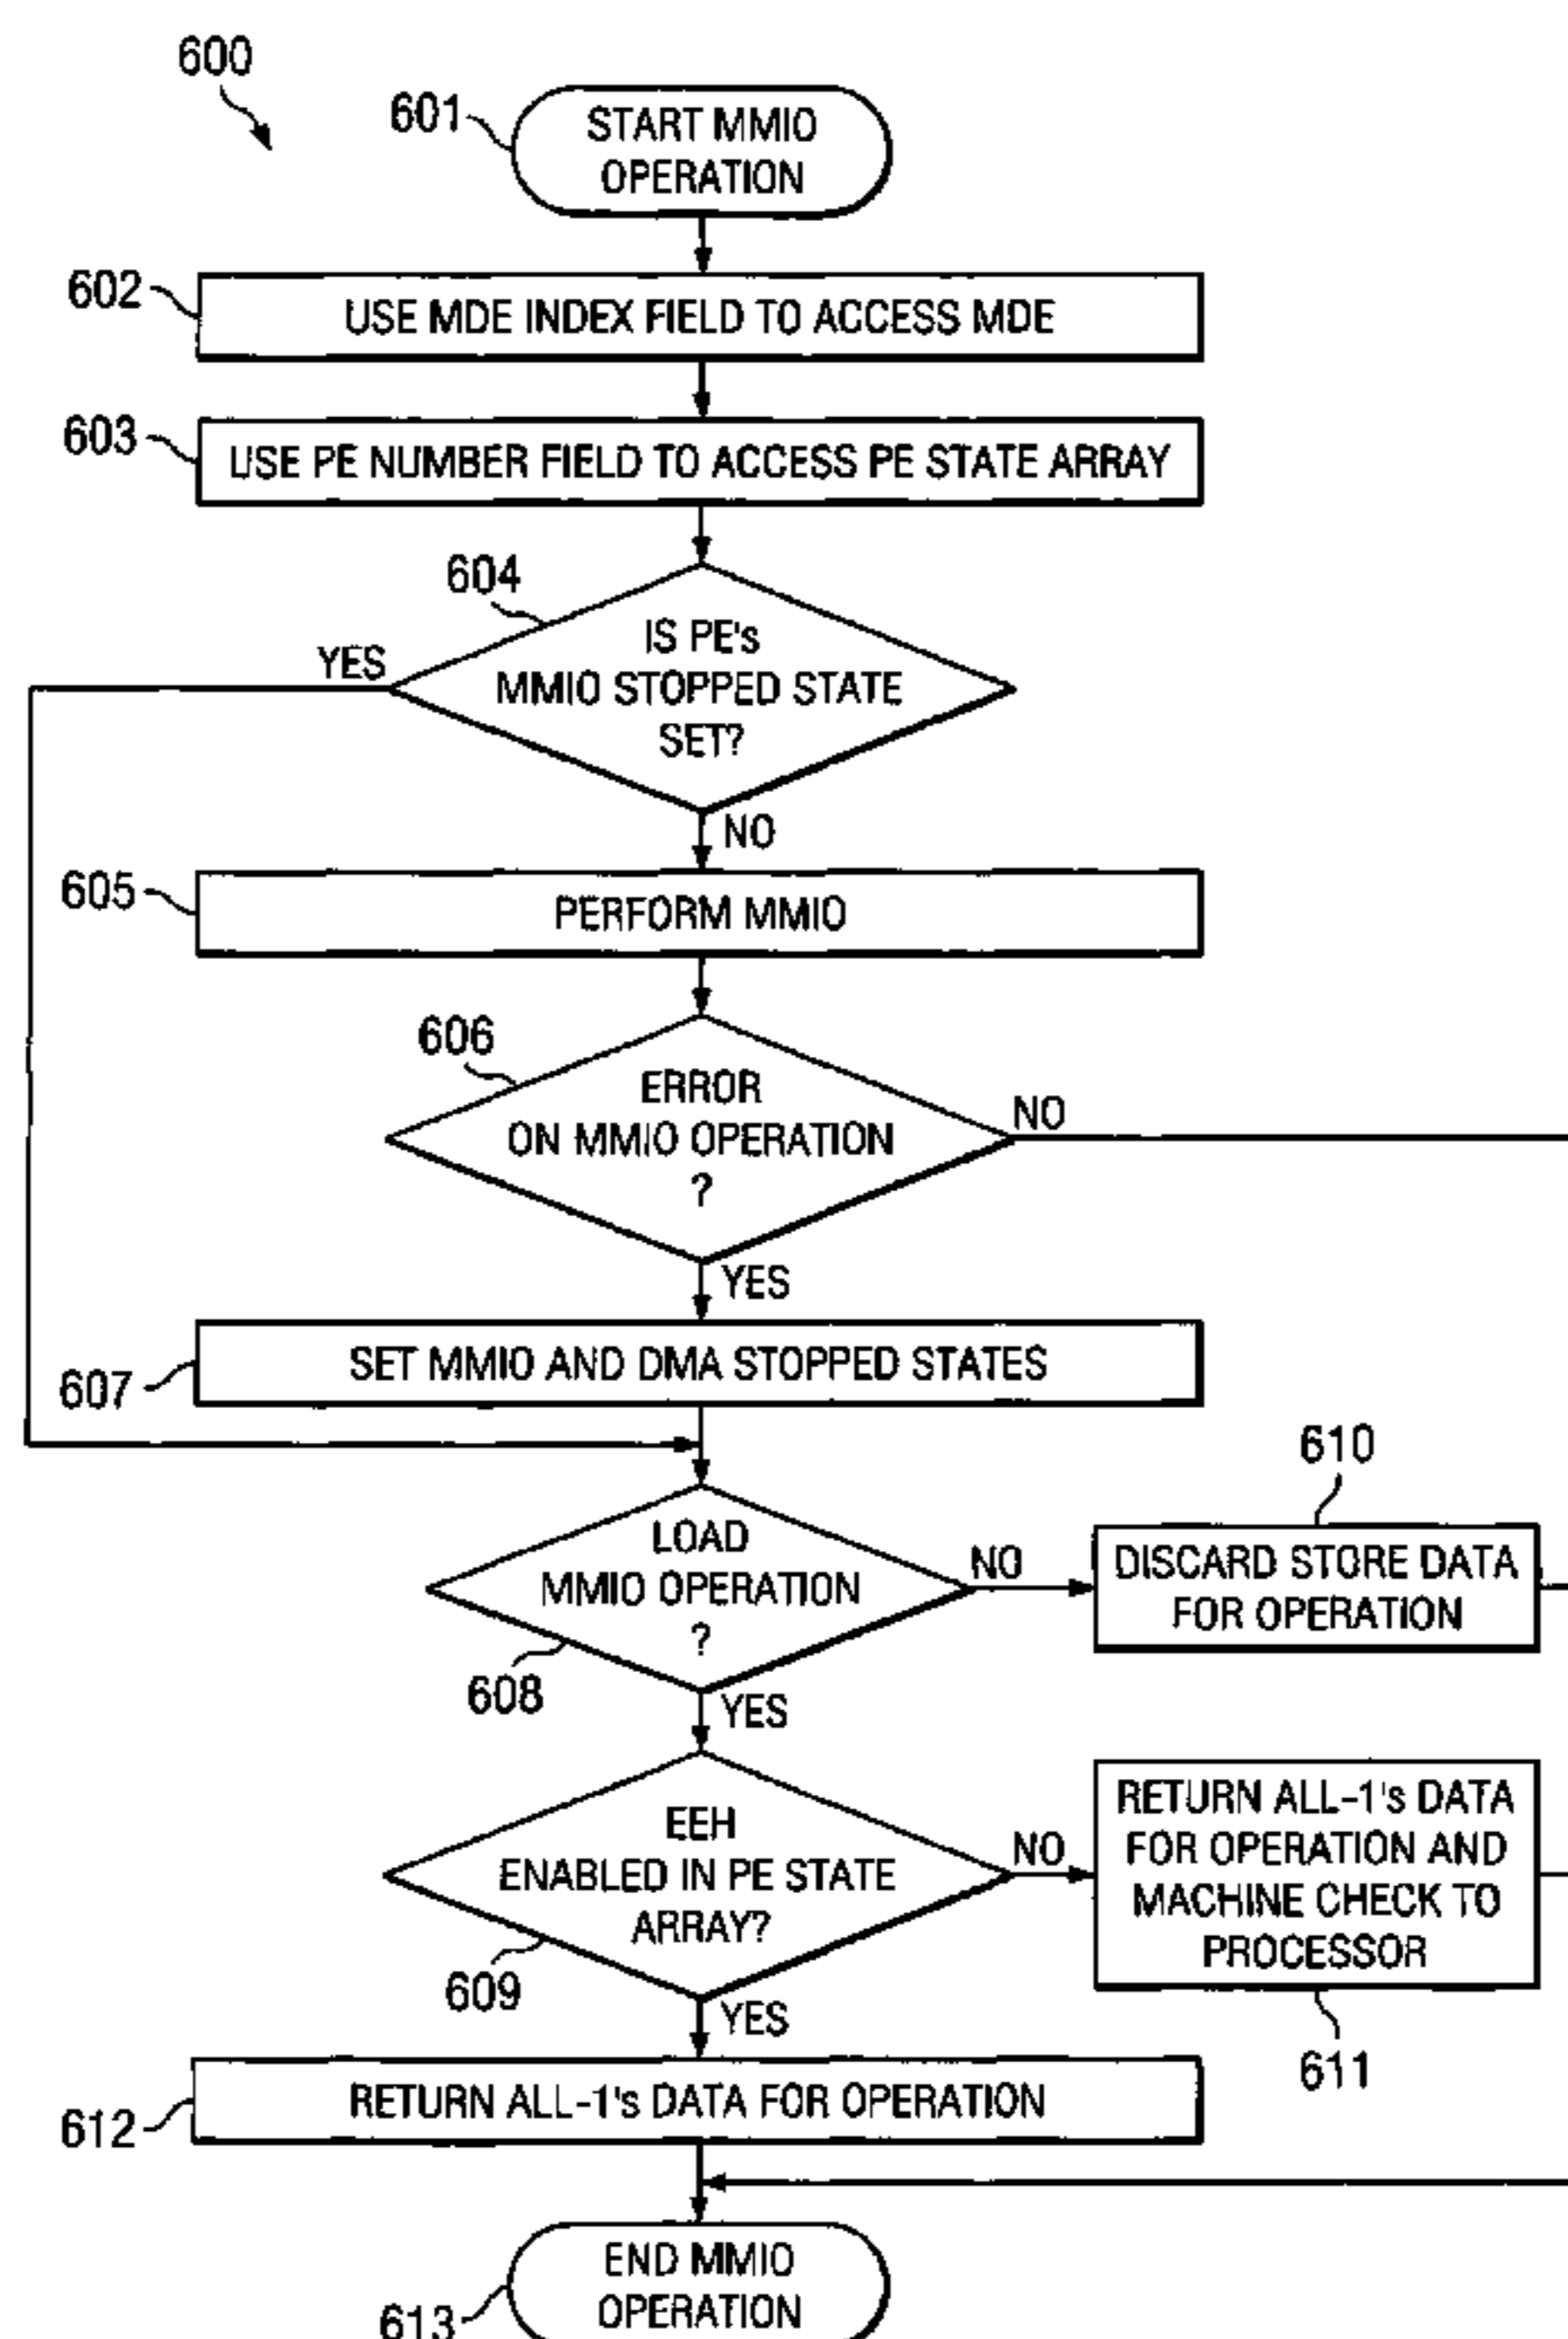 600
601
START MMIO
OPERATION
602
USE MDE INDEX FIELD TO ACCESS MDE
603
USE PE NUMBER FIELD TO ACCESS PE STATE ARRAY
604
IS PE's
MMIO STOPPED STATE
SET?
YES
NO
605
PERFORM MMIO
606
ERROR
ON MMIO OPERATION
?
NO
YES
607
SET MMIO AND DMA STOPPED STATES
608
LOAD
MMIO OPERATION
?
NO
610
DISCARD STORE DATA
FOR OPERATION
YES
609
EEH
ENABLED IN PE STATE
ARRAY?
NO
RETURN ALL-1's DATA
FOR OPERATION AND
MACHINE CHECK TO
PROCESSOR
611
YES
612
RETURN ALL-1's DATA FOR OPERATION
613
END MMIO
OPERATION